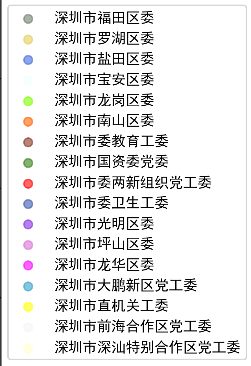 深圳市福田区委
深圳市罗湖区委
深圳市盐田区委
深圳市宝安区委
深圳市龙岗区委
深圳市南山区委
深圳市委教育工委
深圳市国资委党委
深圳市委两新组织党工委
深圳市委卫生工委
深圳市光明区委
深圳市坪山区委
深圳市龙华区委
深圳市大鹏新区党工委
深圳市直机关工委
深圳市前海合作区党工委
深圳市深汕特别合作区党工委